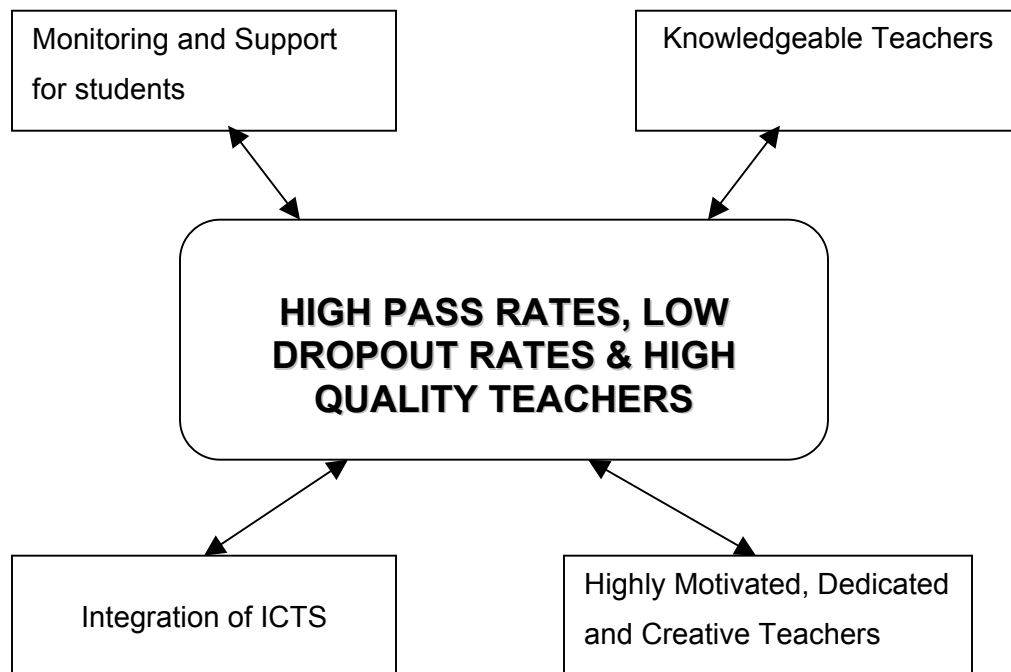 Monitoring and Support
for students
Knowledgeable Teachers
HIGH PASS RATES, LOW
DROPOUT RATES & HIGH
QUALITY TEACHERS
Integration of ICTS
Highly Motivated, Dedicated
and Creative Teachers